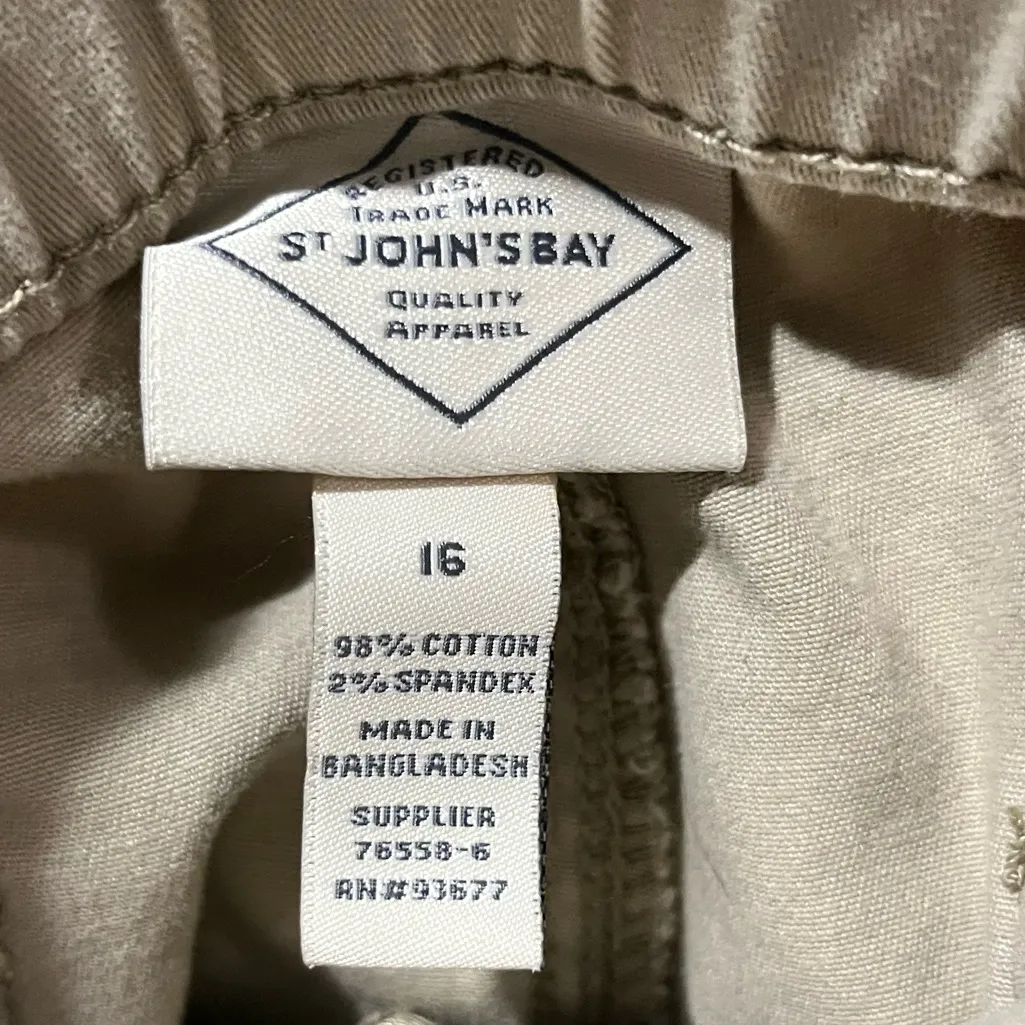 REGISTERED
U.S.
TRADE MARK
ST JOHN'S BAY
QUALITY
APPAREL
16
98% COTTON
2% SPANDEX
MADE IN
BANGLADESH
SUPPLIER
76558-6
RN#93677